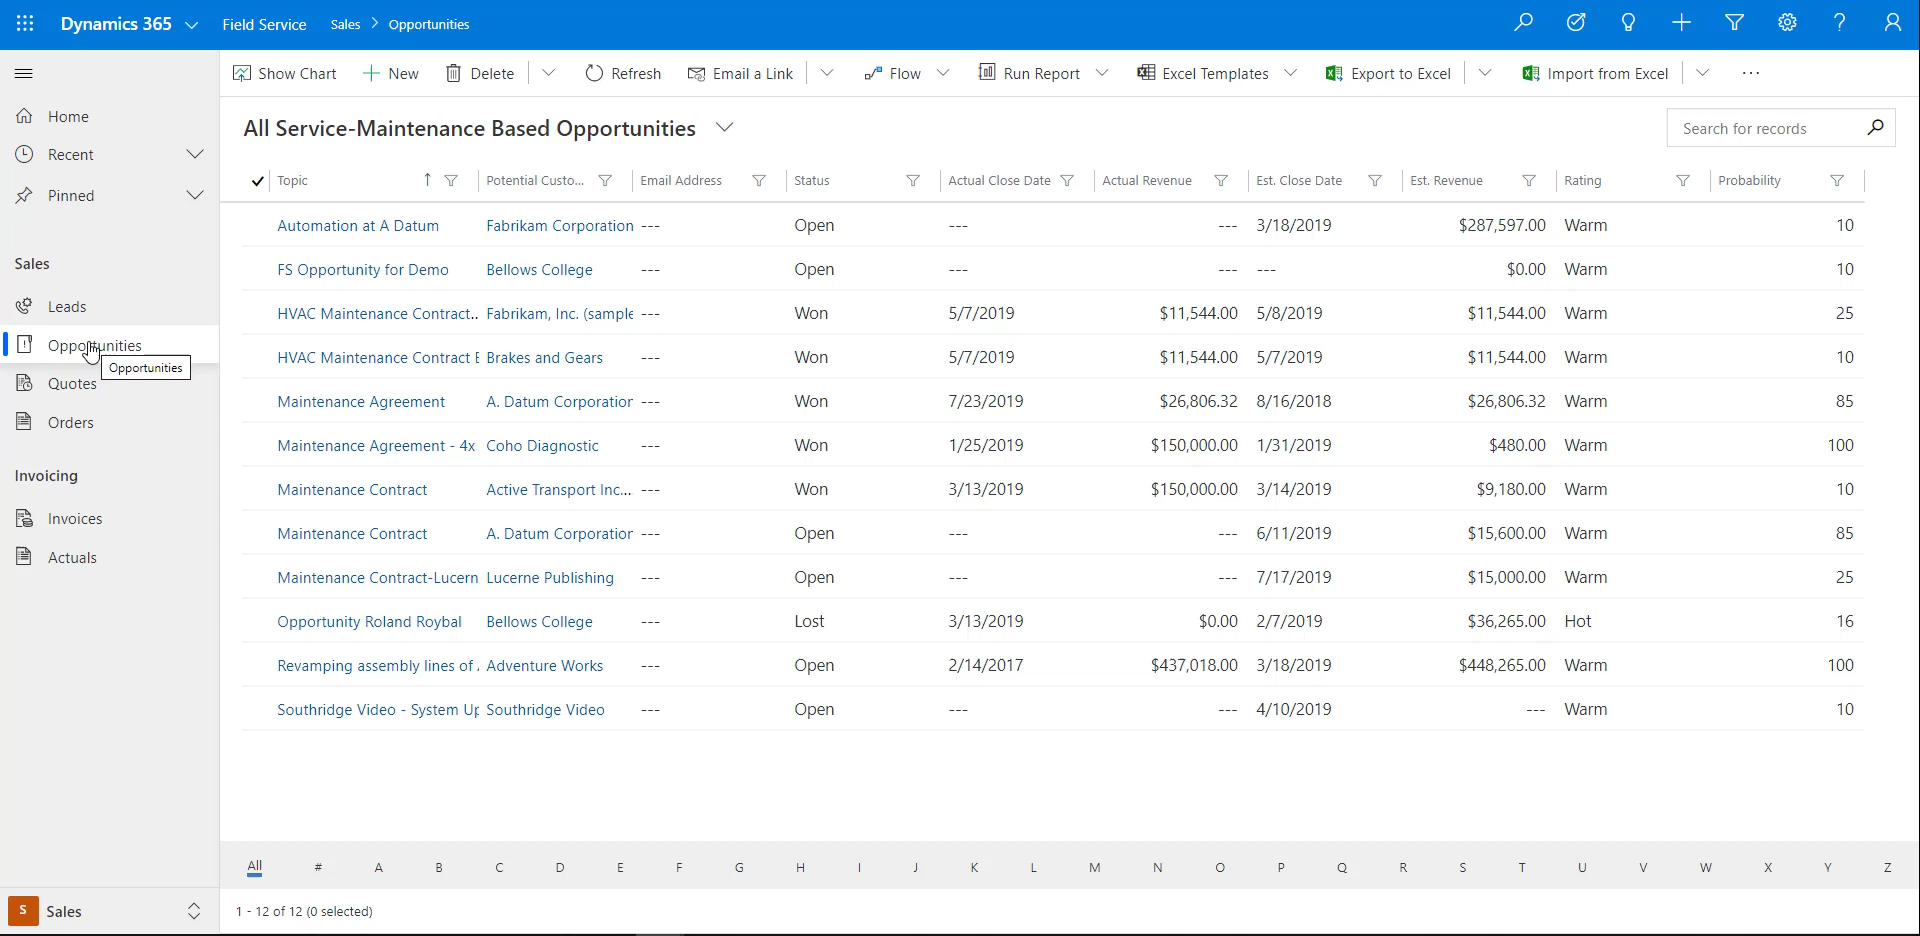 Dynamics 365 Field Service Sales Opportunities
Show Chart New Delete Refresh Email a Link Flow Run Report Excel Templates Export to Excel Import from Excel ...
Home
Recent
Pinned
Sales
Leads
Opportunities
Opportunities
Quotes
Orders
Invoicing
Invoices
Actuals
S Sales
All Service-Maintenance Based Opportunities
Search for records
Topic Potential Custo... Email Address Status Actual Close Date Actual Revenue Est. Close Date Est. Revenue Rating Probability
Automation at A Datum Fabrikam Corporation --- Open --- --- 3/18/2019 $287,597.00 Warm 10
FS Opportunity for Demo Bellows College --- Open --- --- --- $0.00 Warm 10
HVAC Maintenance Contract... Fabrikam, Inc. (sample --- Won 5/7/2019 $11,544.00 5/8/2019 $11,544.00 Warm 25
HVAC Maintenance Contract Brakes and Gears --- Won 5/7/2019 $11,544.00 5/7/2019 $11,544.00 Warm 10
Maintenance Agreement A. Datum Corporation --- Won 7/23/2019 $26,806.32 8/16/2018 $26,806.32 Warm 85
Maintenance Agreement - 4x Coho Diagnostic --- Won 1/25/2019 $150,000.00 1/31/2019 $480.00 Warm 100
Maintenance Contract Active Transport Inc... --- Won 3/13/2019 $150,000.00 3/14/2019 $9,180.00 Warm 10
Maintenance Contract A. Datum Corporation --- Open --- --- 6/11/2019 $15,600.00 Warm 85
Maintenance Contract-Lucern Lucerne Publishing --- Open --- --- 7/17/2019 $15,000.00 Warm 25
Opportunity Roland Roybal Bellows College --- Lost 3/13/2019 $0.00 2/7/2019 $36,265.00 Hot 16
Revamping assembly lines of Adventure Works --- Open 2/14/2017 $437,018.00 3/18/2019 $448,265.00 Warm 100
Southridge Video - System Up Southridge Video --- Open --- --- 4/10/2019 --- Warm 10
All # A B C D E F G H I J K L M N O P Q R S T U V W X Y Z
1 - 12 of 12 (0 selected)